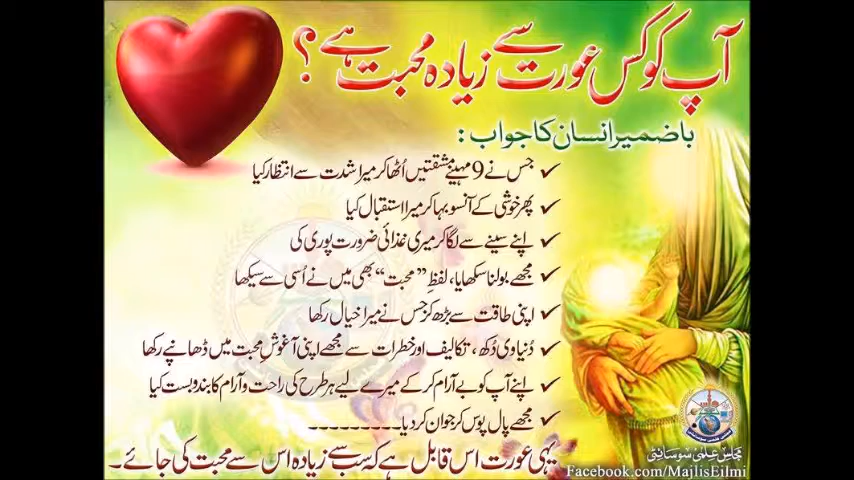 آپ کو کس عورت سے زیادہ محبت ہے؟
باضمیر انسان کا جواب:
✓ جس نے 9 مہینے مشقتیں اُٹھا کر میرا شدت سے انتظار کیا
✓ پھر خوشی کے آنسو بہا کر میرا استقبال کیا
✓ اپنے سینے سے لگا کر میری غذائی ضرورت پوری کی
✓ مجھے بولنا سکھایا، لفظِ ”محبت“ بھی میں نے اُسی سے سیکھا
✓ اپنی طاقت سے بڑھ کر جس نے میرا خیال رکھا
✓ دُنیاوی دُکھ، تکالیف اور خطرات سے مجھے اپنی آغوشِ محبت میں ڈھانپے رکھا
✓ اپنے آپ کو بے آرام کر کے میرے لیے ہر طرح کی راحت و آرام کا بندوبست کیا
✓ مجھے پال پوس کر جوان کر دیا---------
یہی عورت اس قابل ہے کہ سب سے زیادہ اس سے محبت کی جائے۔
مجلس علمی سوسائٹی
Facebook.com/MajlisEilmi